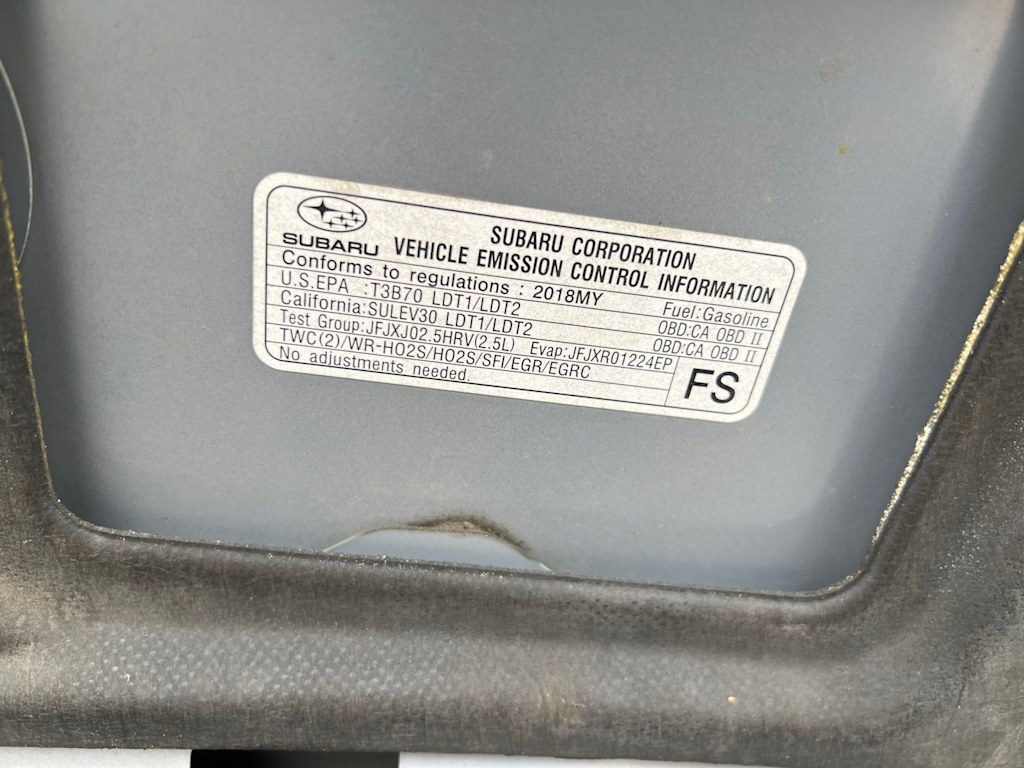 SUBARU
SUBARU CORPORATION
VEHICLE EMISSION CONTROL INFORMATION
Conforms to regulations : 2018MY Fuel:Gasoline
U.S.EPA :T3B70 LDT1/LDT2 OBD:CA OBD II
California:SULEV30 LDT1/LDT2 OBD:CA OBD II
Test Group:JFJXJ02.5HRV(2.5L) Evap:JFJXR01224EP
TWC(2)/WR-HO2S/HO2S/SFI/EGR/EGRC
No adjustments needed.
FS